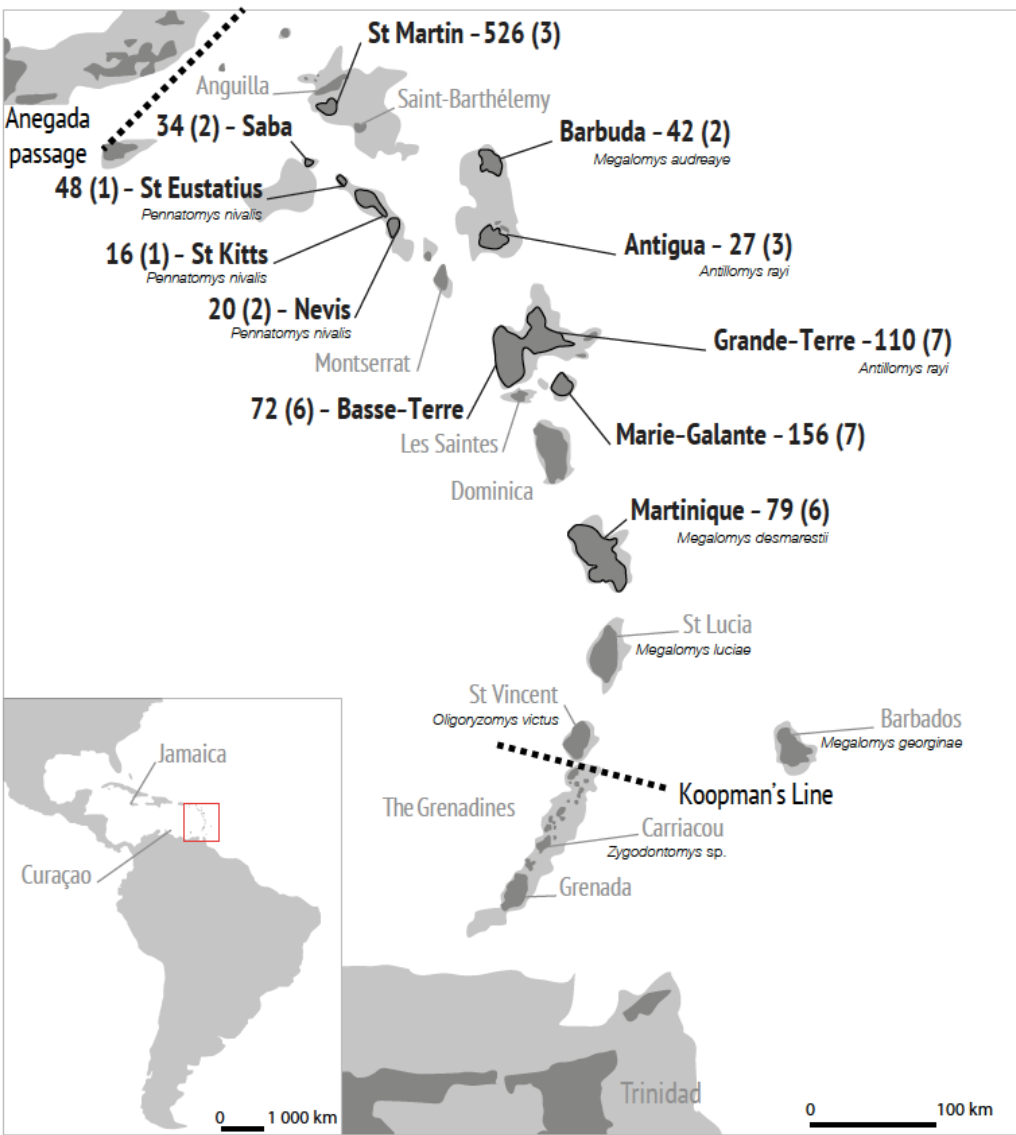 St Martin – 526 (3)
Anguilla
Saint-Barthélemy
Anegada
passage
34 (2) – Saba
Barbuda – 42 (2)
Megalomys audreaye
48 (1) – St Eustatius
Pennatomys nivalis
Antigua – 27 (3)
Antillomys rayi
16 (1) – St Kitts
Pennatomys nivalis
20 (2) – Nevis
Pennatomys nivalis
Montserrat
Grande-Terre – 110 (7)
Antillomys rayi
72 (6) – Basse-Terre
Les Saintes
Marie-Galante – 156 (7)
Dominica
Martinique – 79 (6)
Megalomys desmarestii
St Lucia
Megalomys luciae
St Vincent
Oligoryzomys victus
Barbados
Megalomys georginae
Koopman's Line
The Grenadines
Carriacou
Zygodontomys sp.
Grenada
Jamaica
Curaçao
0 1 000 km
Trinidad
0 100 km